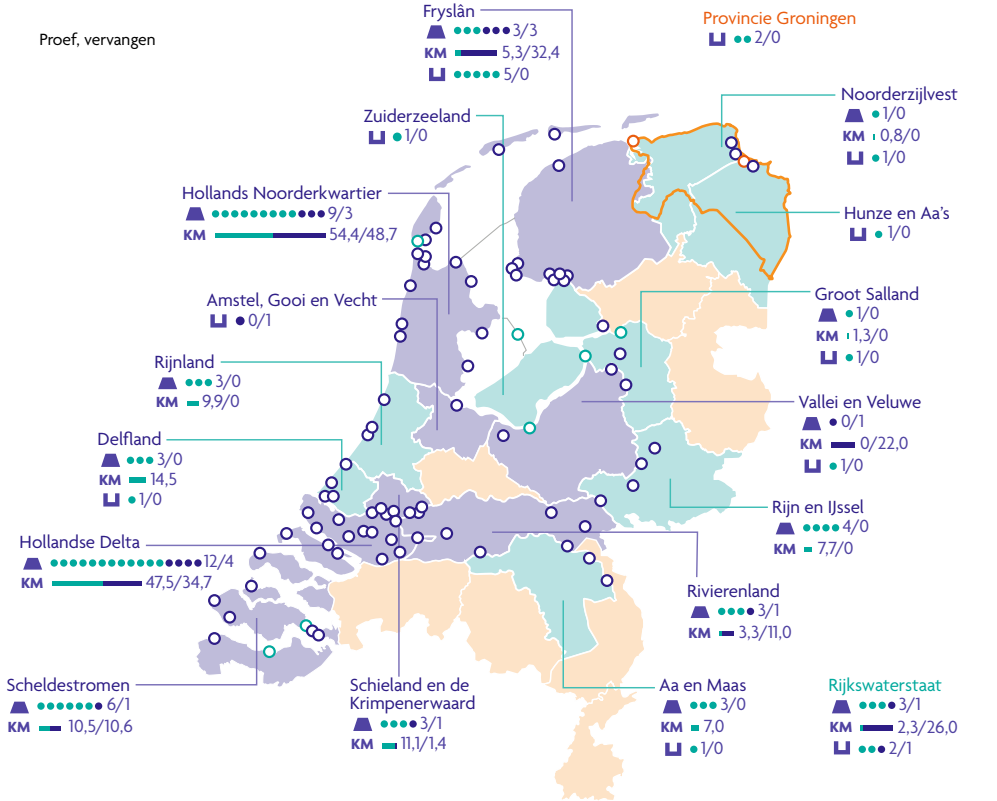 Proef, vervangen
Fryslân
3/3
KM 5,3/32,4
5/0
Provincie Groningen
2/0
Zuiderzeeland
1/0
Noorderzijlvest
1/0
KM 0,8/0
1/0
Hollands Noorderkwartier
9/3
KM 54,4/48,7
Hunze en Aa's
1/0
Amstel, Gooi en Vecht
0/1
Groot Salland
1/0
KM 1,3/0
1/0
Rijnland
3/0
KM 9,9/0
Vallei en Veluwe
0/1
KM 0/22,0
1/0
Delfland
3/0
KM 14,5
1/0
Rijn en IJssel
4/0
KM 7,7/0
Hollandse Delta
12/4
KM 47,5/34,7
Rivierenland
3/1
KM 3,3/11,0
Scheldestromen
6/1
KM 10,5/10,6
Schieland en de
Krimpenerwaard
3/1
KM 11,1/1,4
Aa en Maas
3/0
KM 7,0
1/0
Rijkswaterstaat
3/1
KM 2,3/26,0
2/1